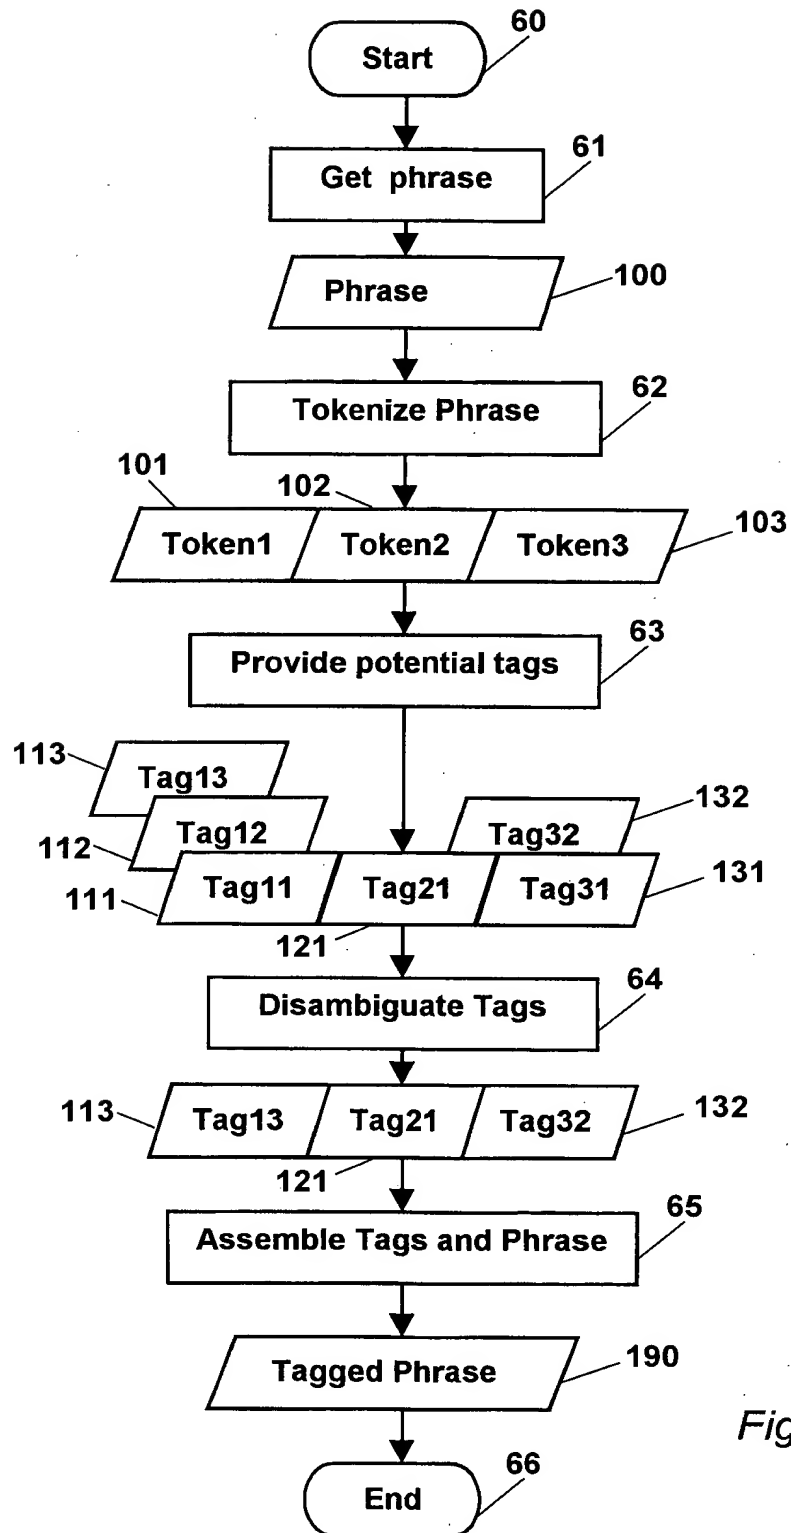 60
Start
61
Get phrase
Phrase 100
62
Tokenize Phrase
101
102
Token1 Token2 Token3 103
63
Provide potential tags
113 Tag13
132
112 Tag12 Tag32
111 Tag11 Tag21 Tag31 131
121
64
Disambiguate Tags
113 Tag13 Tag21 Tag32 132
121
65
Assemble Tags and Phrase
Tagged Phrase 190
Fig
66
End